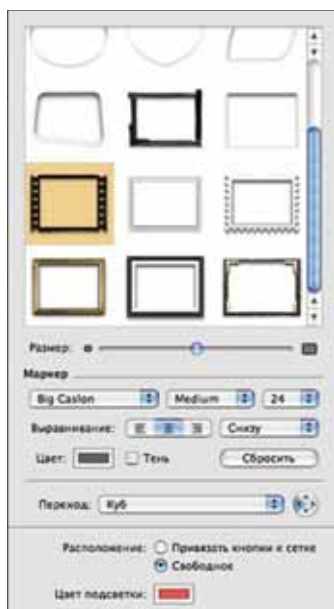 Размер:
Маркер
Big Caslon Medium 24
Выравнивание: Снизу
Цвет: Тень Сбросить
Переход: Куб
Расположение: Привязать кнопки к сетке
Свободное
Цвет подсветки: